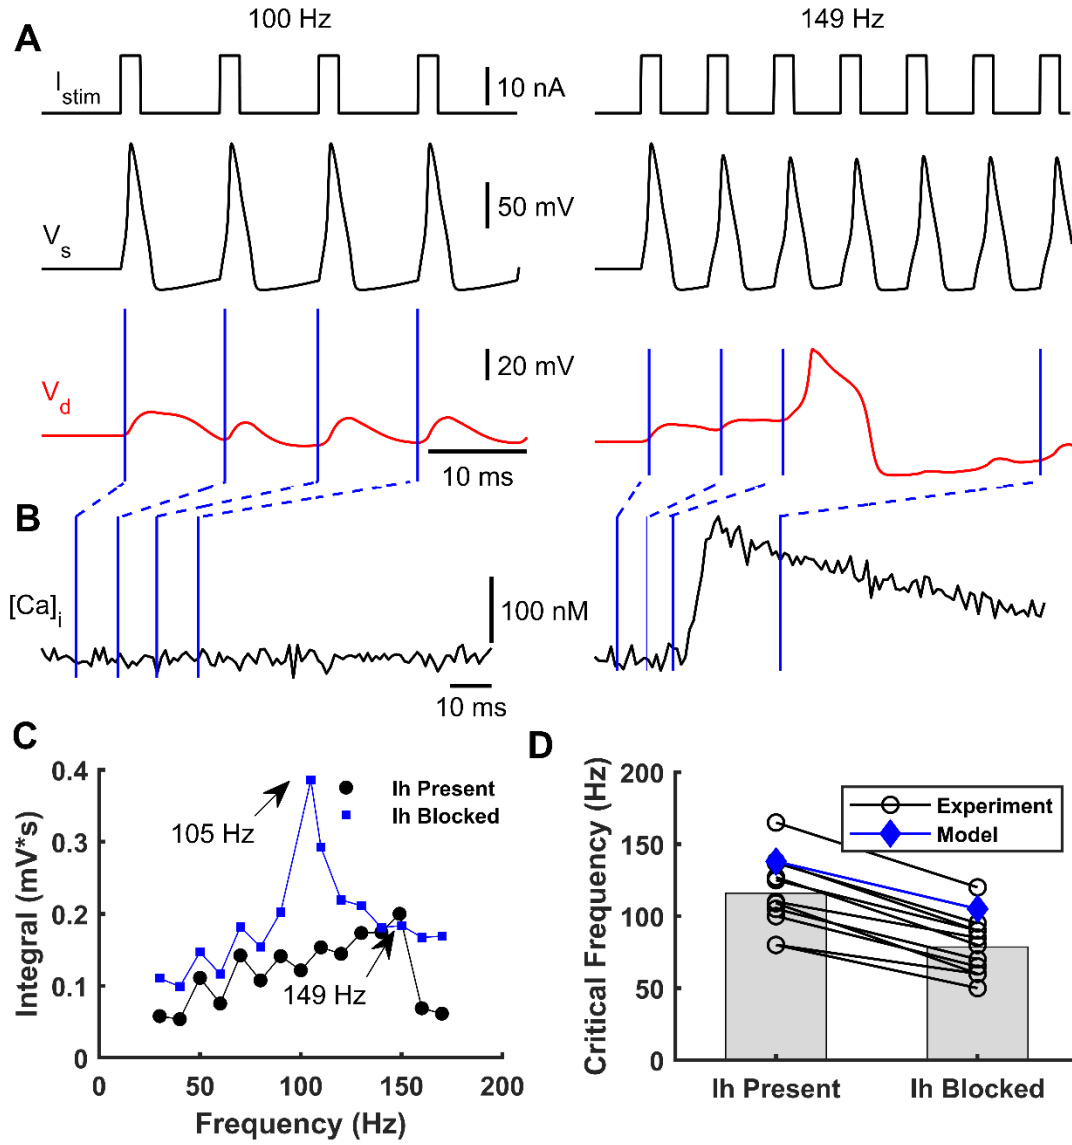 100 Hz
149 Hz
A
I stim
10 nA
50 mV
V s
20 mV
V d
10 ms
B
[Ca] i
100 nM
10 ms
C
D
Integral (mV*s)
0.4
0.3
0.2
0.1
0
Ih Present
Ih Blocked
105 Hz
149 Hz
0
50
100
150
200
Frequency (Hz)
Critical Frequency (Hz)
200
150
100
50
0
Experiment
Model
Ih Present
Ih Blocked